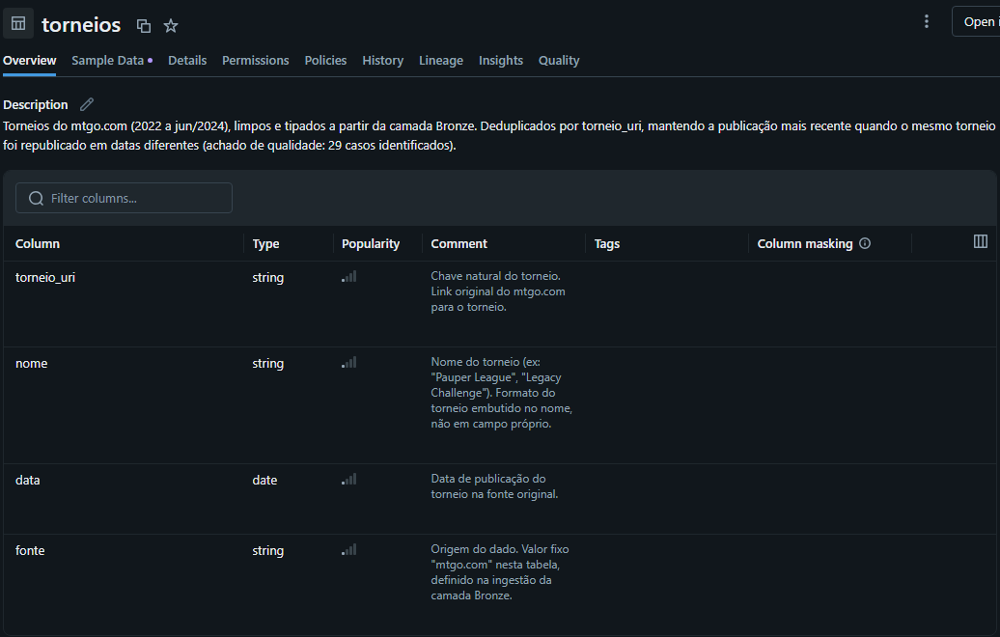 torneios
Open
Overview Sample Data Details Permissions Policies History Lineage Insights Quality
Description
Torneios do mtgo.com (2022 a jun/2024), limpos e tipados a partir da camada Bronze. Deduplicados por torneio_uri, mantendo a publicação mais recente quando o mesmo torneio
foi republicado em datas diferentes (achado de qualidade: 29 casos identificados).
Filter columns...
Column Type Popularity Comment Tags Column masking
torneio_uri string Chave natural do torneio.
Link original do mtgo.com
para o torneio.
nome string Nome do torneio (ex:
"Pauper League", "Legacy
Challenge"). Formato do
torneio embutido no nome,
não em campo próprio.
data date Data de publicação do
torneio na fonte original.
fonte string Origem do dado. Valor fixo
"mtgo.com" nesta tabela,
definido na ingestão da
camada Bronze.